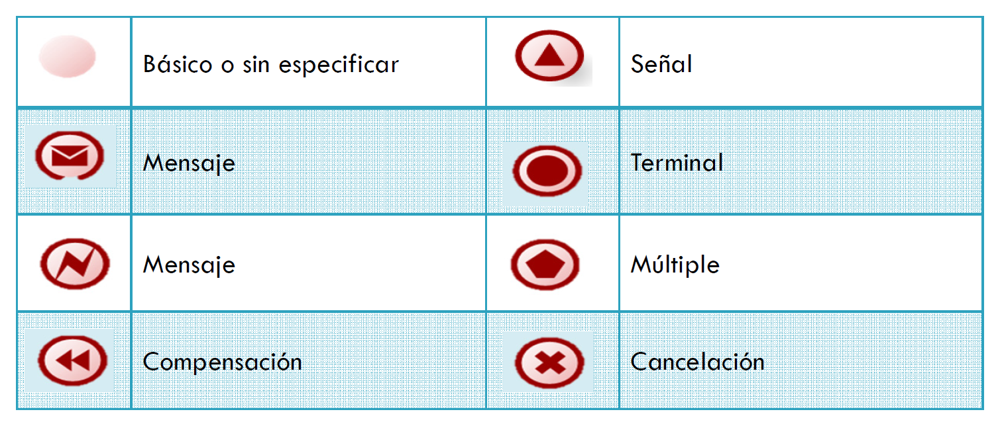 Básico o sin especificar
Señal
Mensaje
Terminal
Mensaje
Múltiple
Compensación
Cancelación